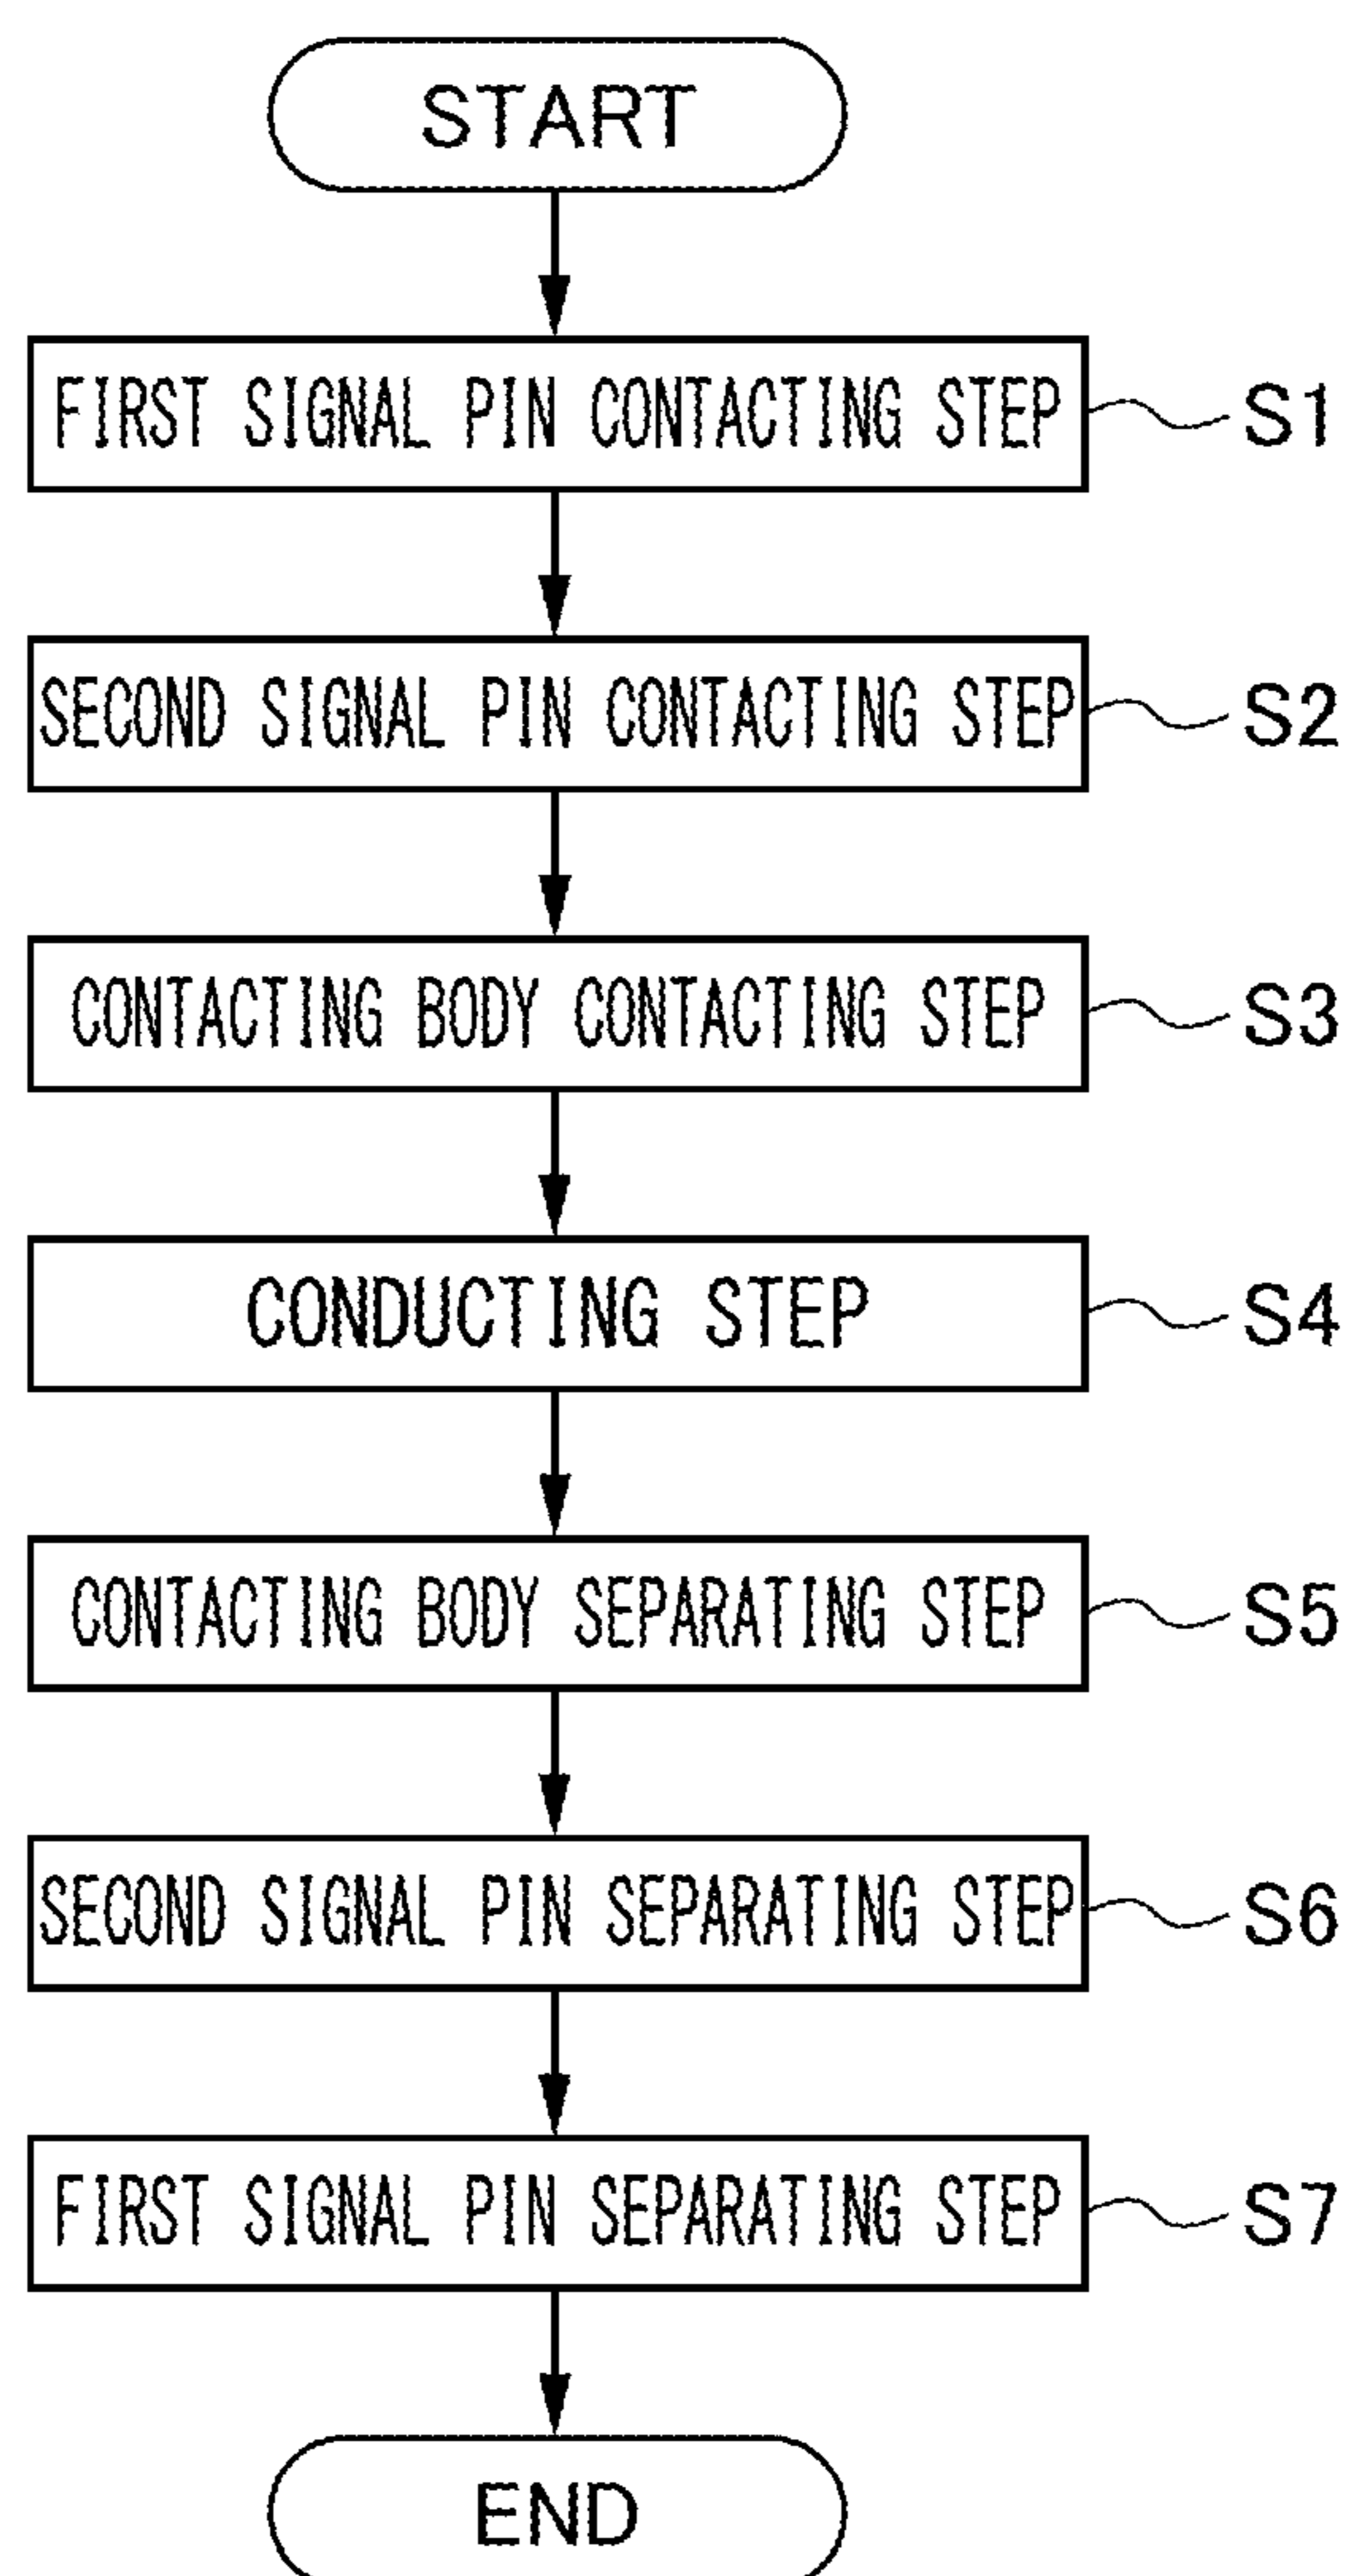 START
FIRST SIGNAL PIN CONTACTING STEP S1
SECOND SIGNAL PIN CONTACTING STEP S2
CONTACTING BODY CONTACTING STEP S3
CONDUCTING STEP S4
CONTACTING BODY SEPARATING STEP S5
SECOND SIGNAL PIN SEPARATING STEP S6
FIRST SIGNAL PIN SEPARATING STEP S7
END